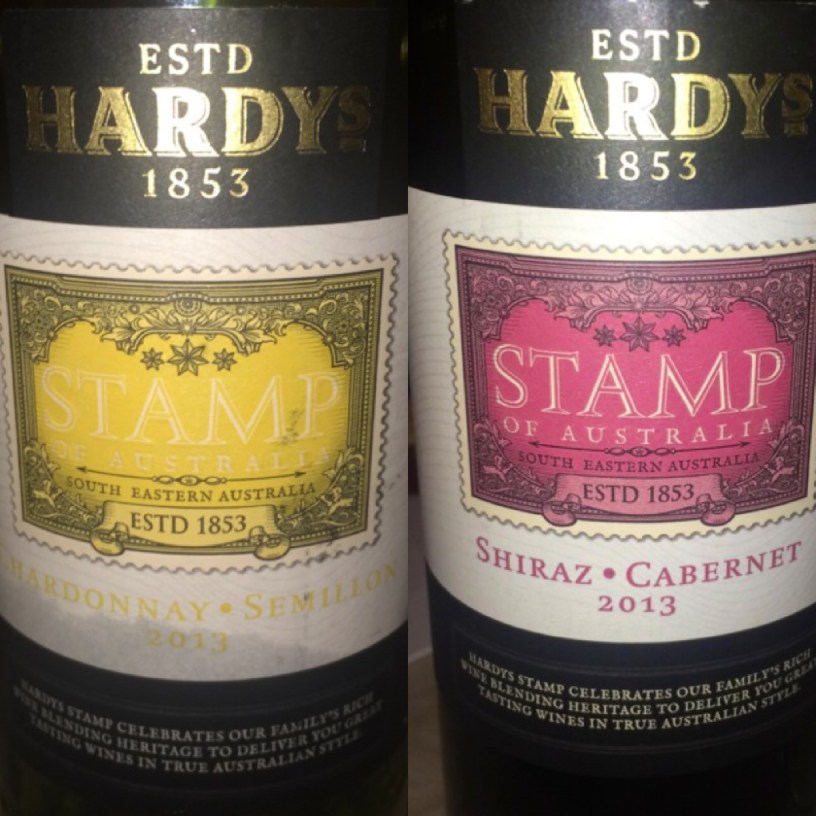 ESTD
HARDYS
1853
STAMP
OF AUSTRALIA
SOUTH EASTERN AUSTRALIA
ESTD 1853
CHARDONNAY • SEMILLON
2013
HARDYS STAMP CELEBRATES OUR FAMILY'S RICH
WINE BLENDING HERITAGE TO DELIVER YOU GREAT
TASTING WINES IN TRUE AUSTRALIAN STYLE.
ESTD
HARDYS
1853
STAMP
OF AUSTRALIA
SOUTH EASTERN AUSTRALIA
ESTD 1853
SHIRAZ • CABERNET
2013
HARDYS STAMP CELEBRATES OUR FAMILY'S RICH
WINE BLENDING HERITAGE TO DELIVER YOU GREAT
TASTING WINES IN TRUE AUSTRALIAN STYLE.